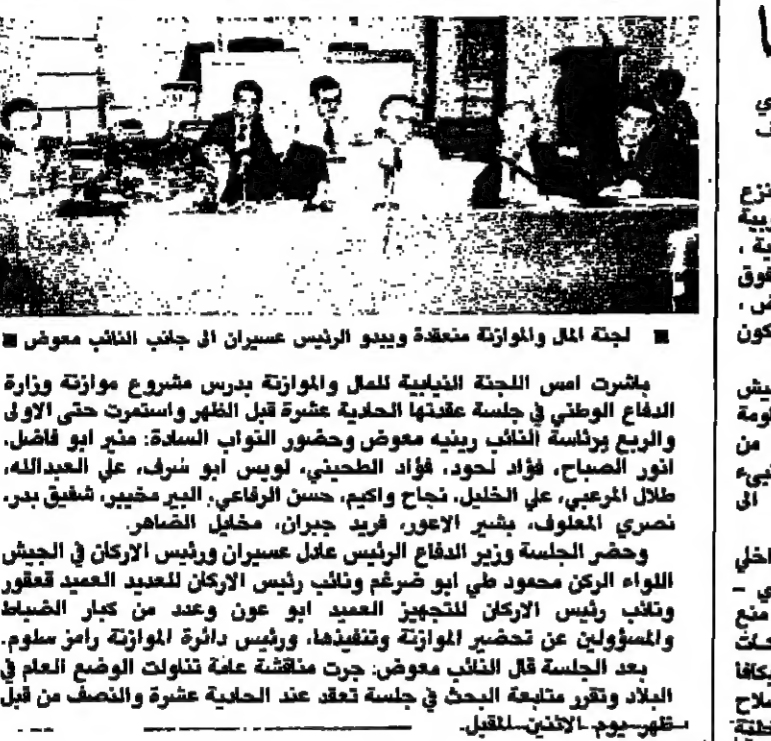 لجنة المال والموازنة منعقدة ويبدو الرئيس عسيران الى جانب النائب معوض
باشرت امس اللجنة النيابية للمال والموازنة بدرس مشروع موازنة وزارة
الدفاع الوطني في جلسة عقدتها الحادية عشرة قبل الظهر واستمرت حتى الاولى
والربع برئاسة النائب رينيه معوض وحضور النواب السادة: منير ابو فاضل،
انور الصباح، فؤاد لحود، فؤاد الطحيني، لويس ابو شرف، علي العبدالله،
طلال المرعبي، علي الخليل، نجاح واكيم، حسن الرفاعي، البير مخيبر، شفيق بدر،
نصري المعلوف، بشير الاعور، فريد جبران، مخايل الضاهر.
وحضر الجلسة وزير الدفاع الرئيس عادل عسيران ورئيس الاركان في الجيش
اللواء الركن محمود طي ابو ضرغم ونائب رئيس الاركان للعديد العميد قعقور
ونائب رئيس الاركان للتجهيز العميد ابو عون وعدد من كبار الضباط
والمسؤولين عن تحضير الموازنة وتنفيذها، ورئيس دائرة الموازنة رامز سلوم.
بعد الجلسة قال النائب معوض: جرت مناقشة عامة تناولت الوضع العام في
البلاد وتقرر متابعة البحث في جلسة تعقد عند الحادية عشرة والنصف من قبل
ظهر يوم الاثنين المقبل.